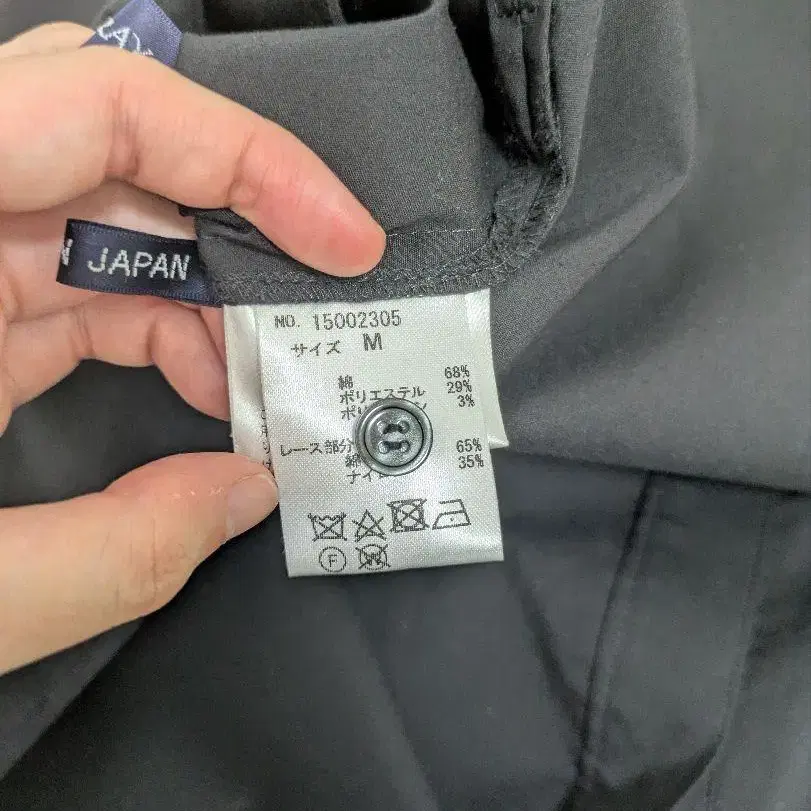 JAPAN
NO. 15002305
サイズ M
綿 68%
ポリエステル 29%
3%
レース部分
綿 65%
35%
F
W